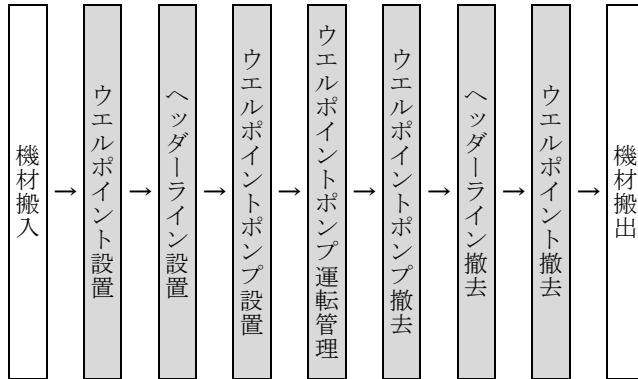 機材搬入
→
ウエルポイント設置
→
ヘッダーライン設置
→
ウエルポイントポンプ設置
→
ウエルポイントポンプ運転管理
→
ウエルポイントポンプ撤去
→
ヘッダーライン撤去
→
ウエルポイント撤去
→
機材搬出